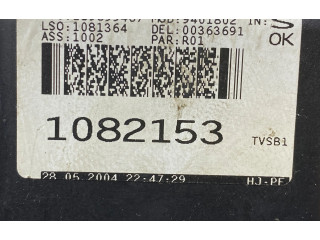 MOD:9401802 IN:
LSO:1081364 DEL:00363691
ASS:1002 PAR:R01 OK
1082153 TVSB1
28.05.2004 22:47:29 HJ-PF